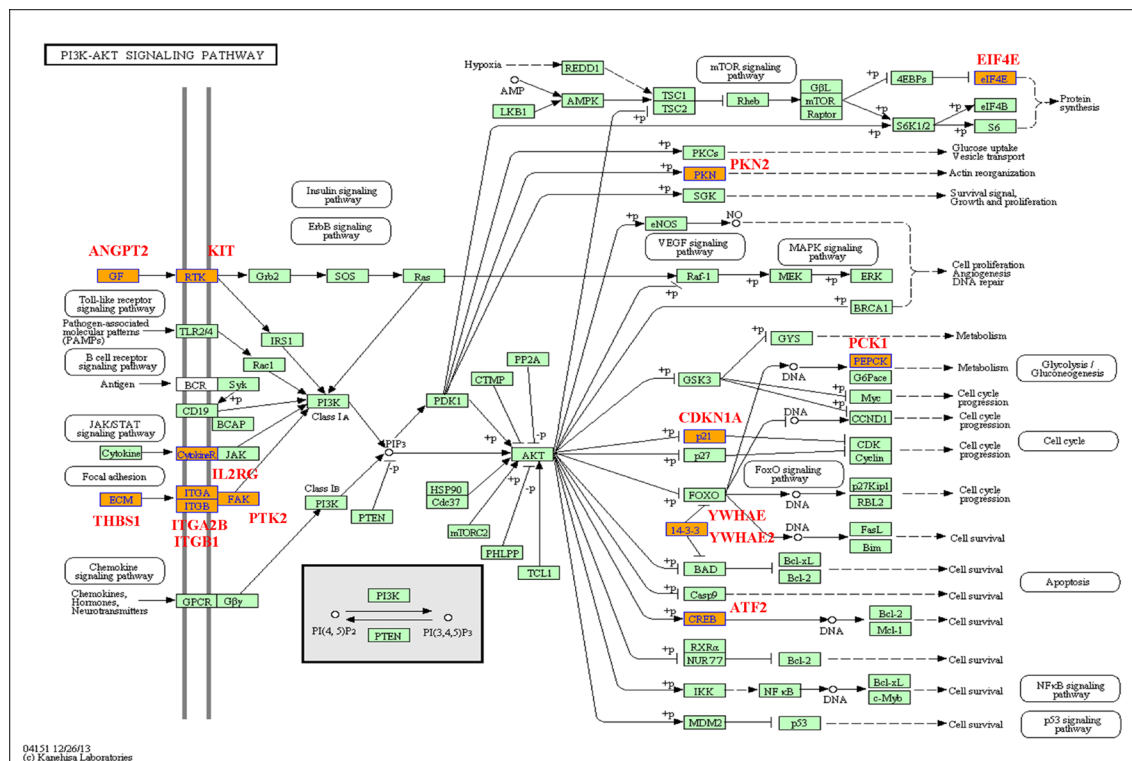 PI3K-AKT SIGNALING PATHWAY
EIF4E
Hypoxia
REDD1
mTOR signaling
pathway
+p
4EBPs
eIF4E
AMP
LKB1
AMPK
TSC1
TSC2
+p
Rheb
GβL
mTOR
Raptor
+p
+p
S6K1/2
+p
eIF4B
S6
Protein
synthesis
+p
PKCs
Glucose uptake
Vesicle transport
PKN2
+p
PKN
Actin reorganization
+p
SGK
Survival signal,
Growth and proliferation
Insulin signaling
pathway
ErbB signaling
pathway
+p
eNOS
NO
VEGF signaling
pathway
MAPK signaling
pathway
ANGPT2
KIT
GF
RTK
Grb2
SOS
Ras
Raf-1
+p
+p
MEK
+p
ERK
Cell proliferation
Angiogenesis
DNA repair
+p
BRCA1
Toll-like receptor
signaling pathway
Pathogen-associated
molecular patterns
(PAMPs)
TLR2/4
IRS1
Rac1
B cell receptor
signaling pathway
Antigen
BCR
Syk
+p
CD19
BCAP
PI3K
Class IA
CTMP
PP2A
PDK1
+p
-p
+p
GSK3
+p
GYS
Metabolism
PCK1
DNA
PEPCK
G6Pace
Metabolism
Glycolysis /
Gluconeogenesis
+p
Myc
Cell cycle
progression
+p
DNA
CCND1
Cell cycle
progression
JAK/STAT
signaling pathway
Cytokine
CytokineR
JAK
IL2RG
PIP3
-p
AKT
CDKN1A
+p
p21
+p
p27
CDK
Cyclin
Cell cycle
progression
Cell cycle
Focal adhesion
ECM
ITGA
ITGB
FAK
THBS1
ITGA2B
ITGB1
PTK2
Class IB
PI3K
PTEN
HSP90
Cdc37
+p
-p
mTORC2
PHLPP
TCL1
FoxO signaling
pathway
+p
FOXO
DNA
p27Kip1
RBL2
Cell cycle
progression
YWHAE
14-3-3
YWHAE2
DNA
FasL
Bim
Cell survival
+p
BAD
Bcl-xL
Bcl-2
Cell survival
Apoptosis
+p
Casp9
Cell survival
Chemokine
signaling pathway
Chemokines,
Hormones,
Neurotransmitters
GPCR
Gβγ
PI3K
PI(4, 5)P2
PI(3,4,5)P3
PTEN
ATF2
+p
CREB
DNA
Bcl-2
Mcl-1
Cell survival
+p
RXRα
NUR77
Bcl-2
Cell survival
+p
IKK
NFκB
DNA
Bcl-xL
c-Myb
Cell survival
NFκB signaling
pathway
+p
MDM2
p53
Cell survival
p53 signaling
pathway
04151 12/26/13
(c) Kanehisa Laboratories